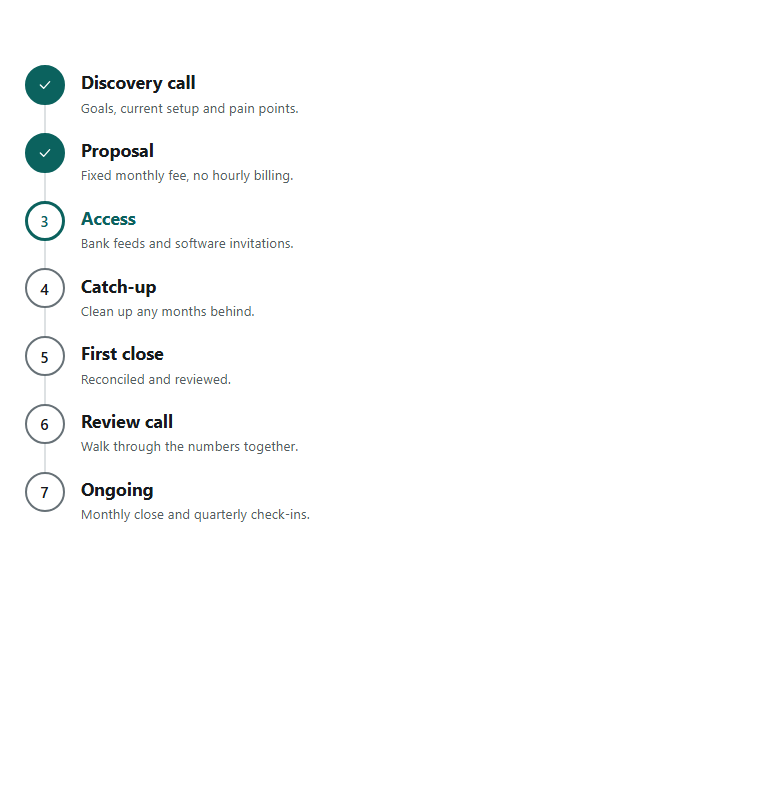 Discovery call
Goals, current setup and pain points.
Proposal
Fixed monthly fee, no hourly billing.
3
Access
Bank feeds and software invitations.
4
Catch-up
Clean up any months behind.
5
First close
Reconciled and reviewed.
6
Review call
Walk through the numbers together.
7
Ongoing
Monthly close and quarterly check-ins.